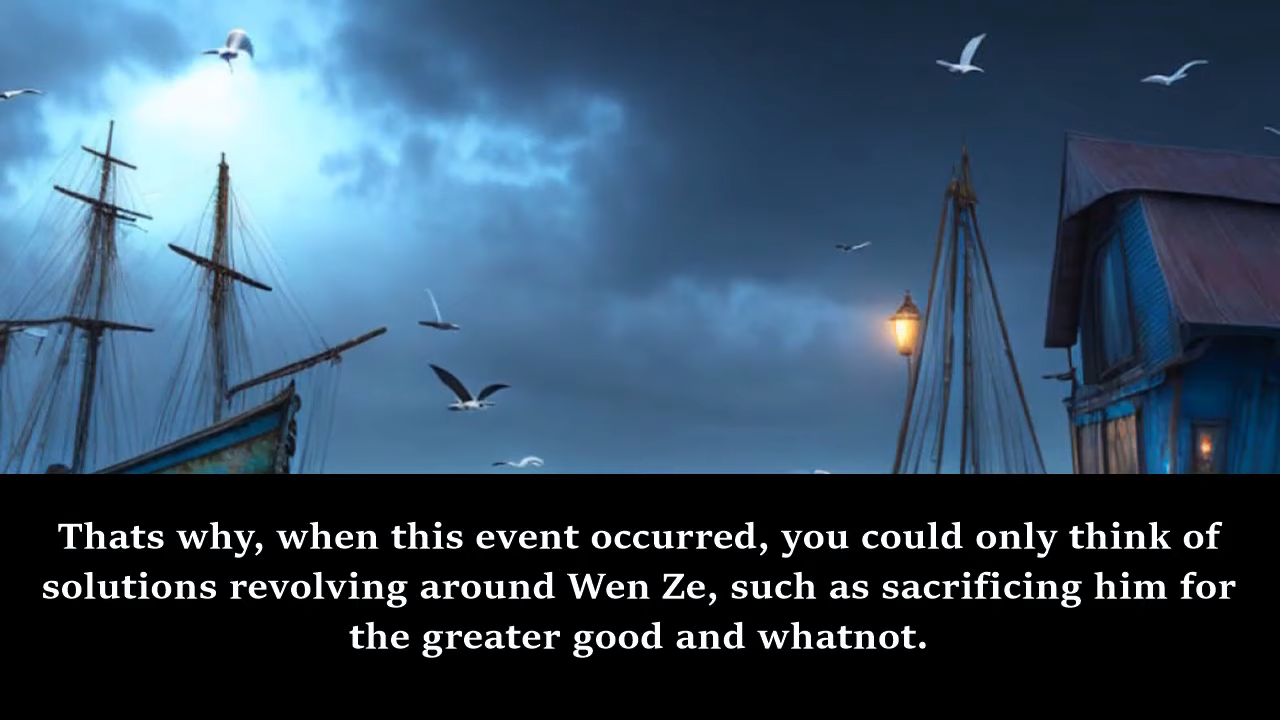 Thats why, when this event occurred, you could only think of
solutions revolving around Wen Ze, such as sacrificing him for
the greater good and whatnot.